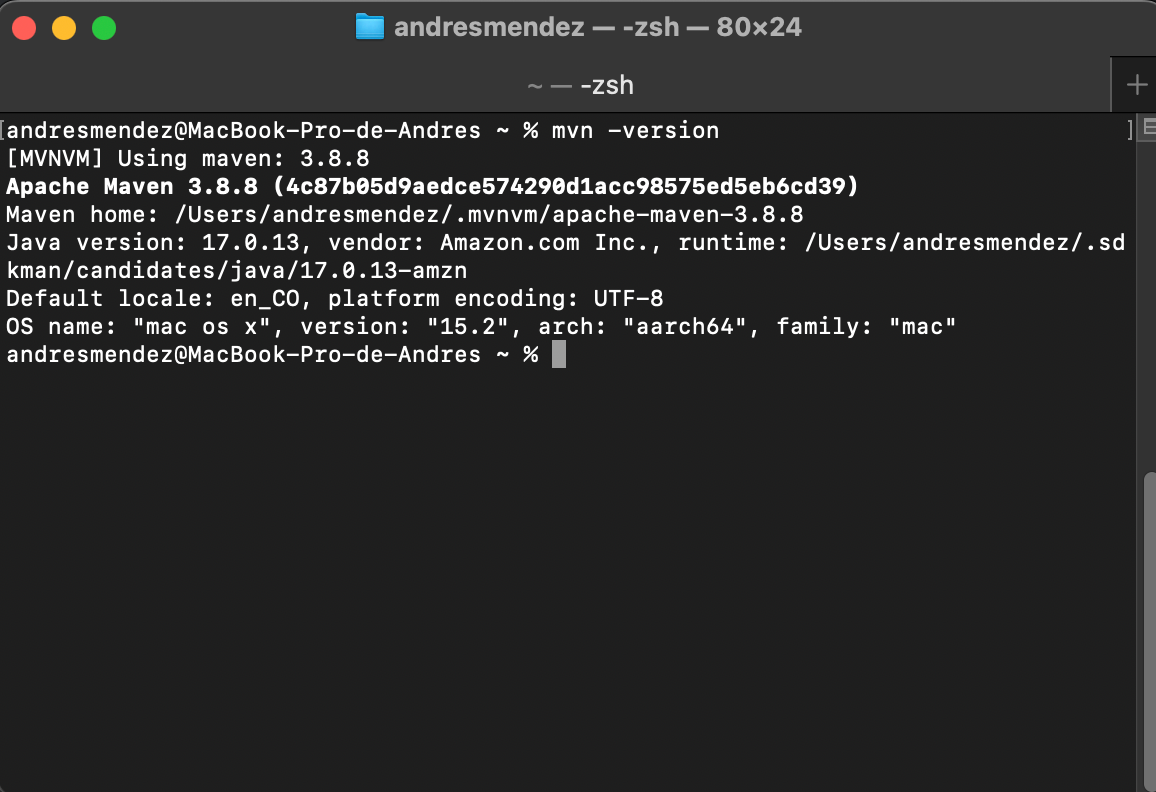 andresmendez — -zsh — 80×24
~ — -zsh
[andresmendez@MacBook-Pro-de-Andres ~ % mvn -version ]
[MVNVM] Using maven: 3.8.8
Apache Maven 3.8.8 (4c87b05d9aedce574290d1acc98575ed5eb6cd39)
Maven home: /Users/andresmendez/.mvnvm/apache-maven-3.8.8
Java version: 17.0.13, vendor: Amazon.com Inc., runtime: /Users/andresmendez/.sd
kman/candidates/java/17.0.13-amzn
Default locale: en_CO, platform encoding: UTF-8
OS name: "mac os x", version: "15.2", arch: "aarch64", family: "mac"
andresmendez@MacBook-Pro-de-Andres ~ %